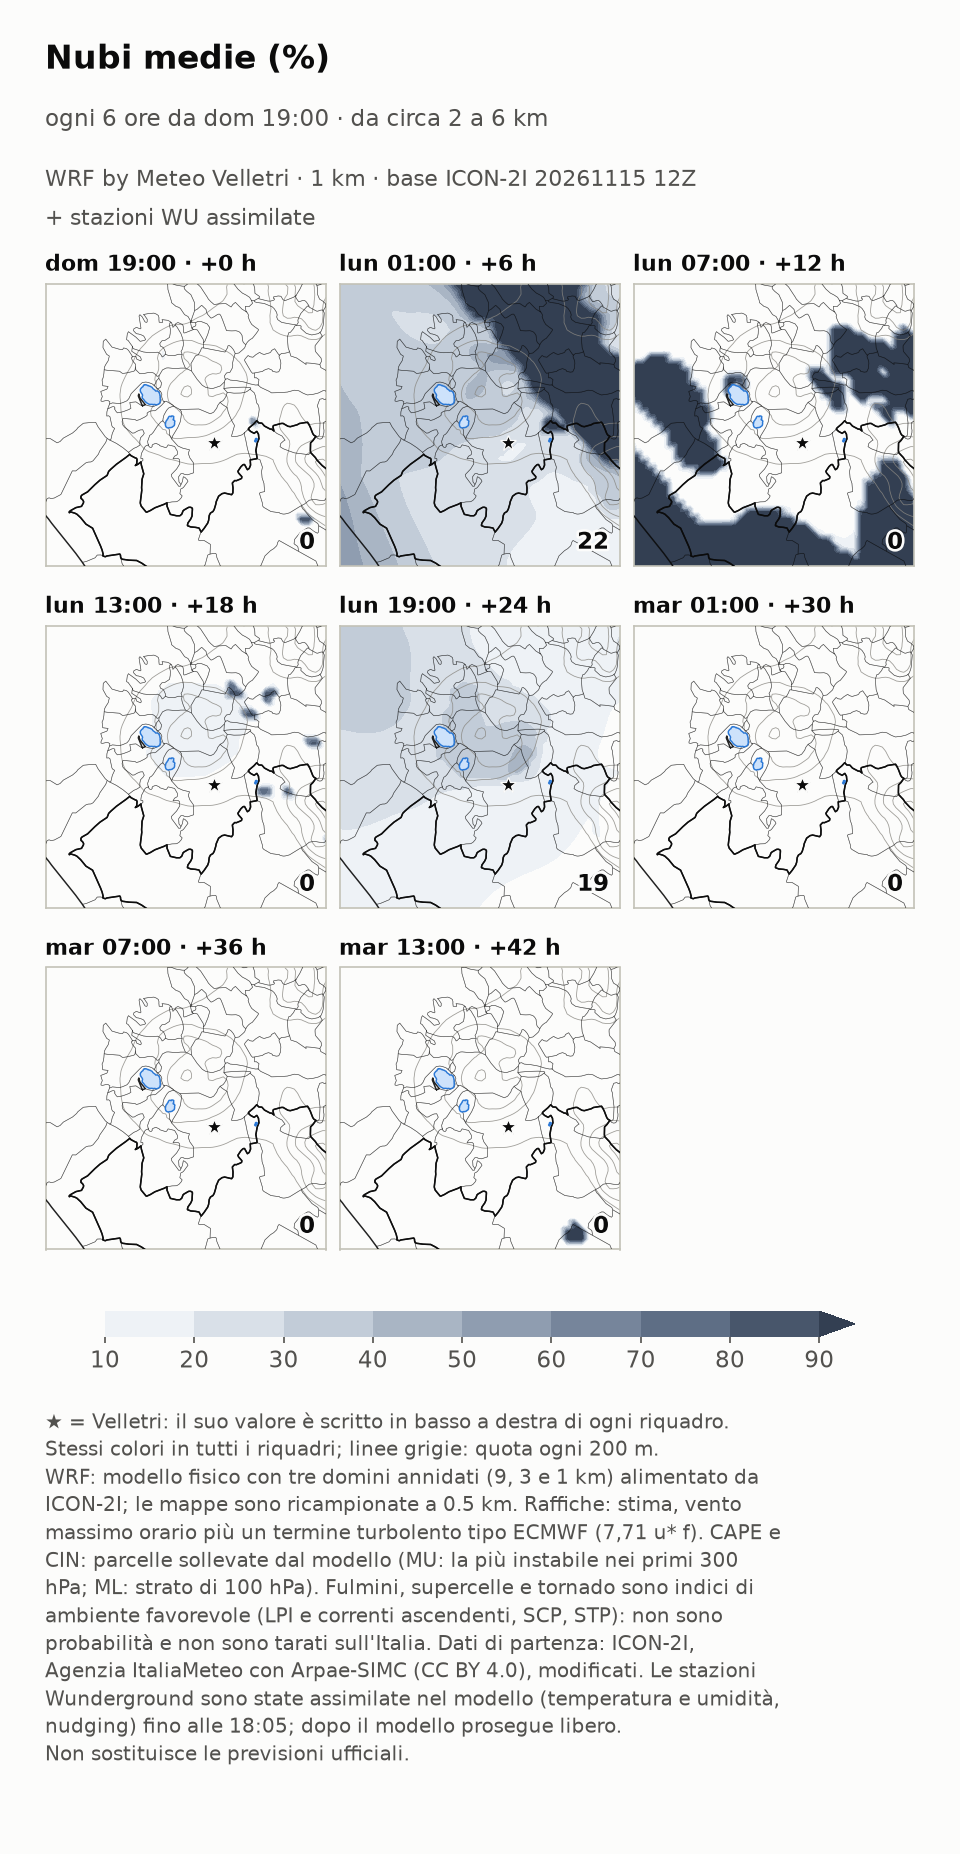 Nubi medie (%)
ogni 6 ore da dom 19:00 · da circa 2 a 6 km
WRF by Meteo Velletri · 1 km · base ICON-2I 20261115 12Z
+ stazioni WU assimilate
dom 19:00 · +0 h
lun 01:00 · +6 h
lun 07:00 · +12 h
0
22
0
lun 13:00 · +18 h
lun 19:00 · +24 h
mar 01:00 · +30 h
0
19
0
mar 07:00 · +36 h
mar 13:00 · +42 h
0
0
10 20 30 40 50 60 70 80 90
★ = Velletri: il suo valore è scritto in basso a destra di ogni riquadro.
Stessi colori in tutti i riquadri; linee grigie: quota ogni 200 m.
WRF: modello fisico con tre domini annidati (9, 3 e 1 km) alimentato da
ICON-2I; le mappe sono ricampionate a 0.5 km. Raffiche: stima, vento
massimo orario più un termine turbolento tipo ECMWF (7,71 u* f). CAPE e
CIN: parcelle sollevate dal modello (MU: la più instabile nei primi 300
hPa; ML: strato di 100 hPa). Fulmini, supercelle e tornado sono indici di
ambiente favorevole (LPI e correnti ascendenti, SCP, STP): non sono
probabilità e non sono tarati sull'Italia. Dati di partenza: ICON-2I,
Agenzia ItaliaMeteo con Arpae-SIMC (CC BY 4.0), modificati. Le stazioni
Wunderground sono state assimilate nel modello (temperatura e umidità,
nudging) fino alle 18:05; dopo il modello prosegue libero.
Non sostituisce le previsioni ufficiali.